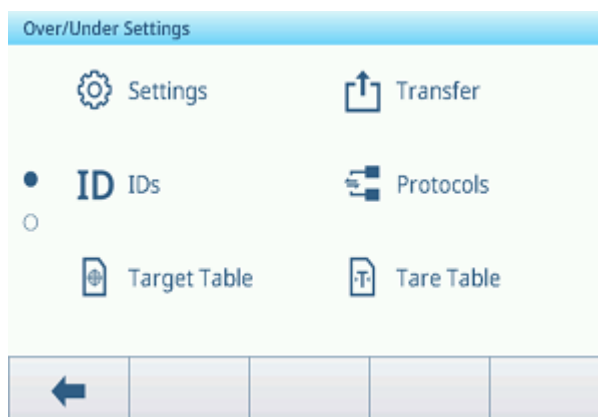 Over/Under Settings
Settings
Transfer
ID IDs
Protocols
Target Table
T Tare Table